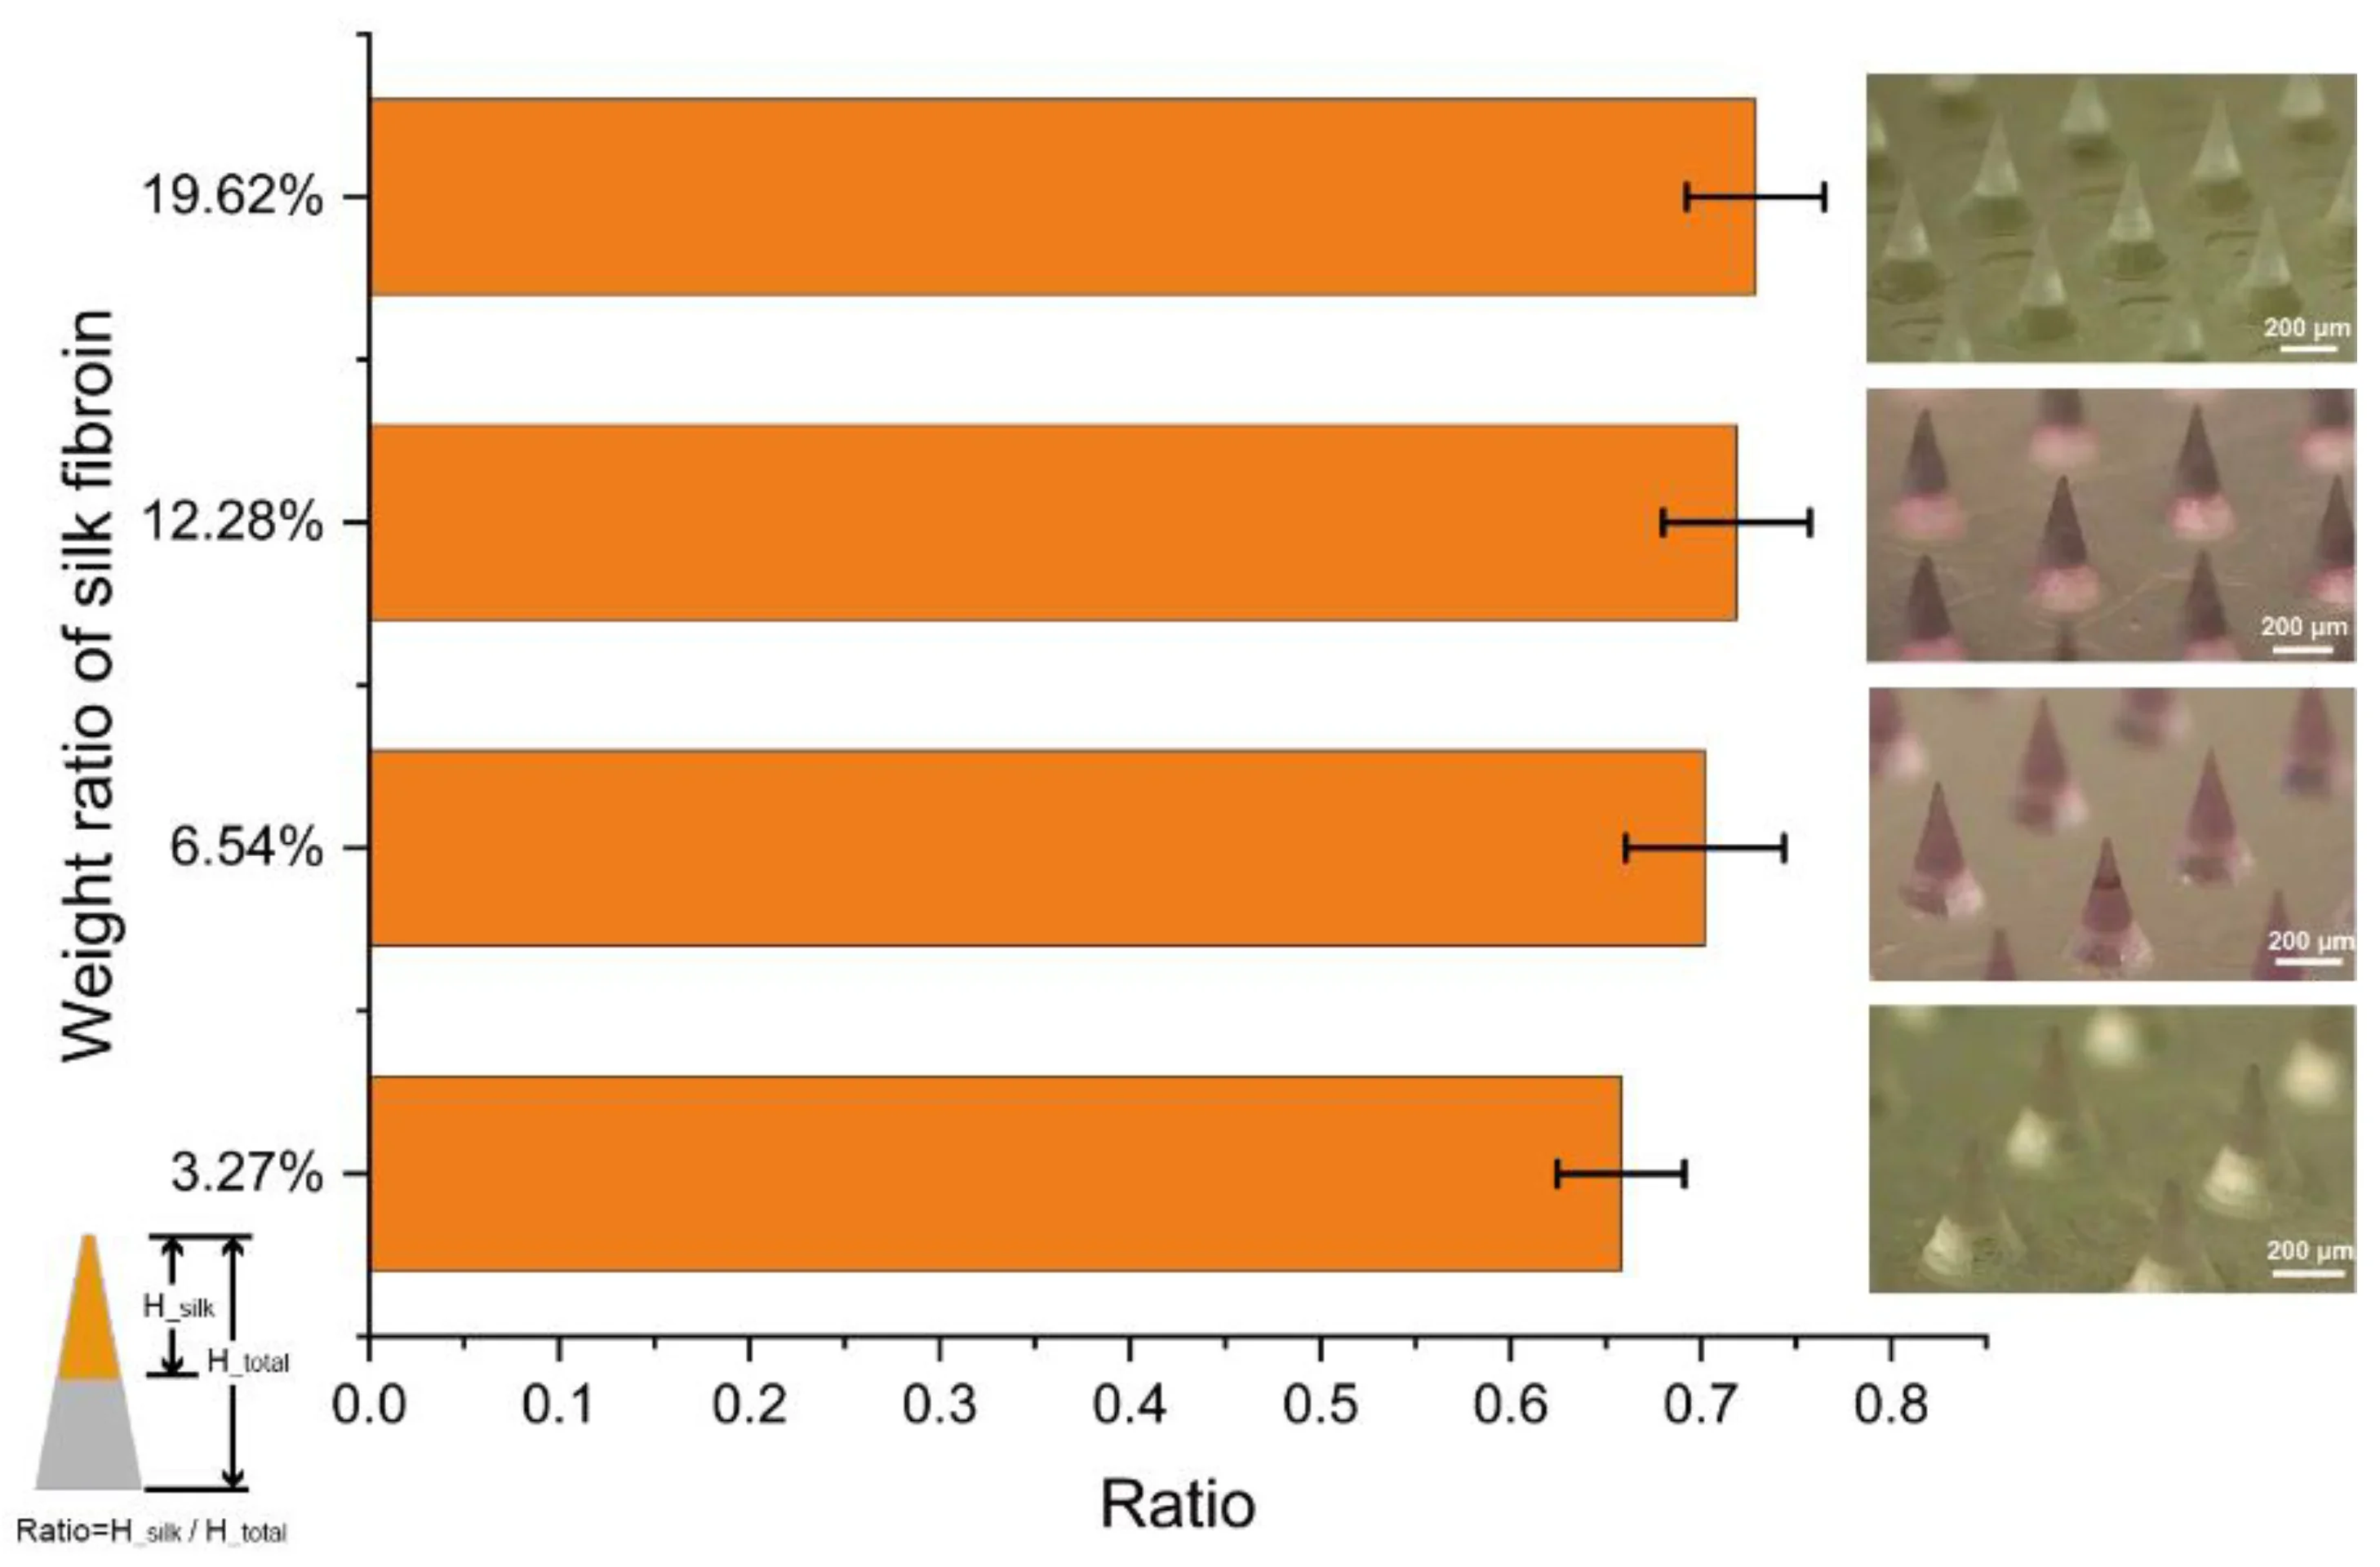 Weight ratio of silk fibroin
19.62%
12.28%
6.54%
3.27%
200 µm
200 µm
200 µm
200 µm
H_silk
H_total
Ratio=H_silk / H_total
0.0 0.1 0.2 0.3 0.4 0.5 0.6 0.7 0.8
Ratio